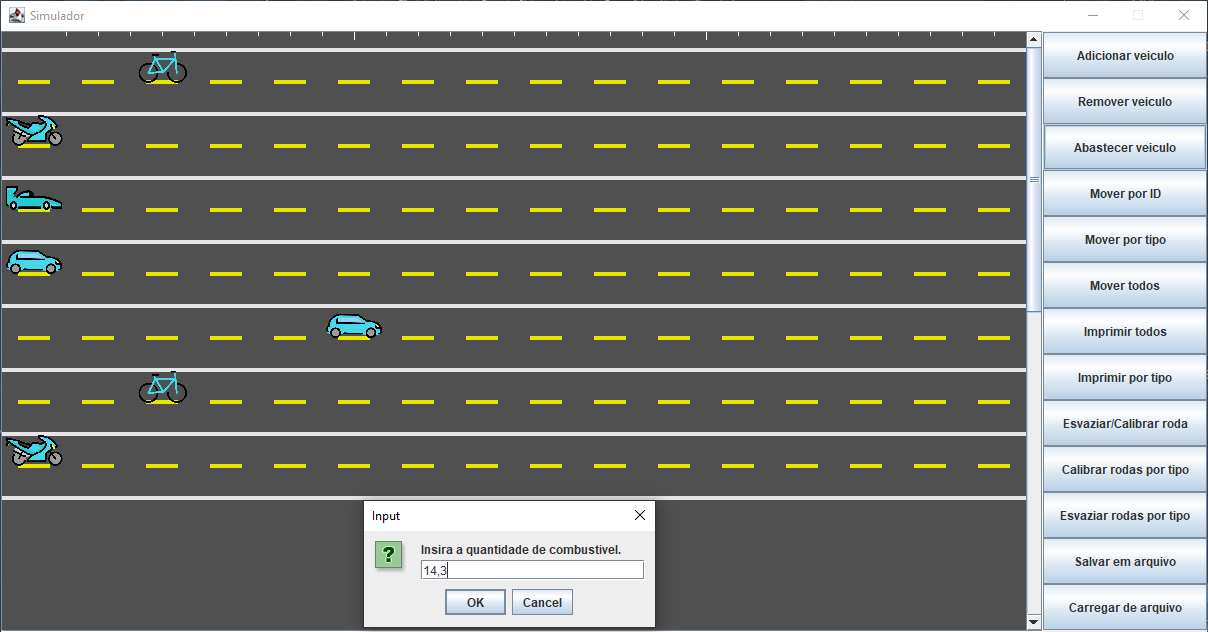 Simulador
Adicionar veiculo
Remover veiculo
Abastecer veiculo
Mover por ID
Mover por tipo
Mover todos
Imprimir todos
Imprimir por tipo
Esvaziar/Calibrar roda
Calibrar rodas por tipo
Esvaziar rodas por tipo
Salvar em arquivo
Carregar de arquivo
Input
?
Insira a quantidade de combustivel.
14,3
OK Cancel